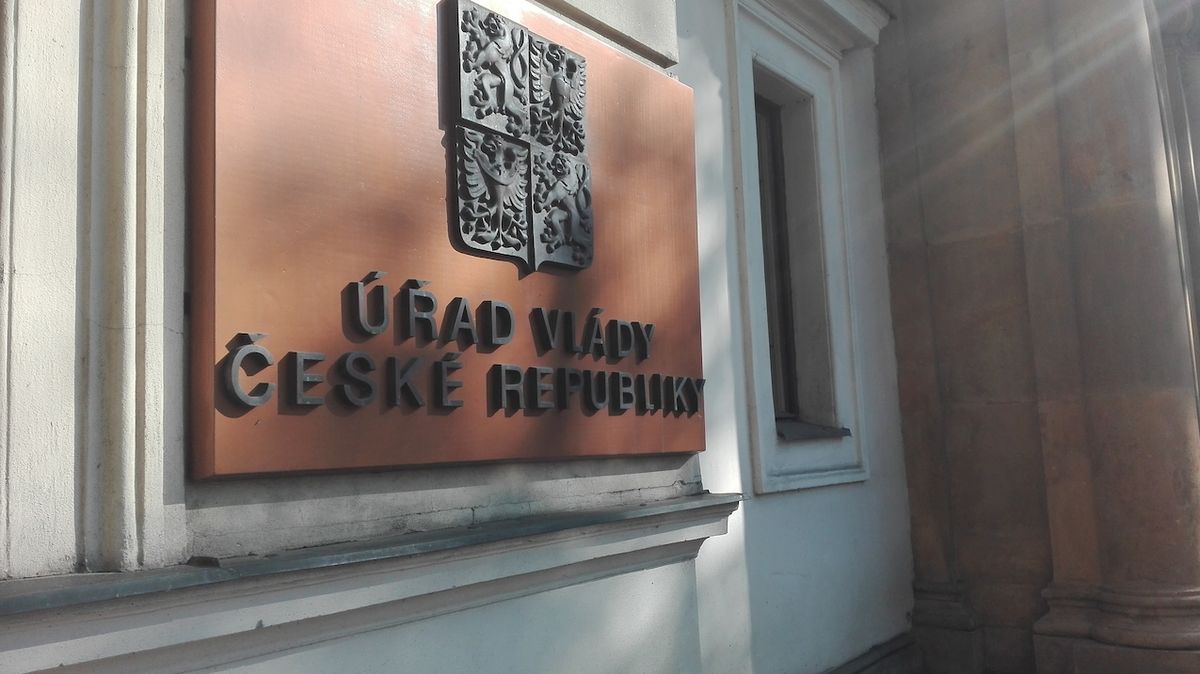 ÚŘAD VLÁDY
ČESKÉ REPUBLIKY